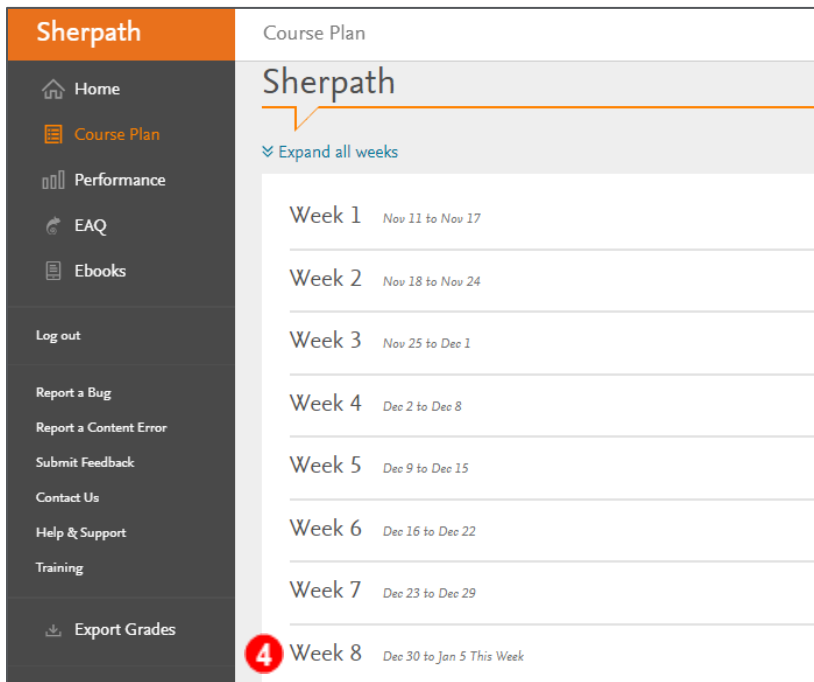 Sherpath
Home
Course Plan
Performance
EAQ
Ebooks
Log out
Report a Bug
Report a Content Error
Submit Feedback
Contact Us
Help & Support
Training
Export Grades
Course Plan
Sherpath
Expand all weeks
Week 1 Nov 11 to Nov 17
Week 2 Nov 18 to Nov 24
Week 3 Nov 25 to Dec 1
Week 4 Dec 2 to Dec 8
Week 5 Dec 9 to Dec 15
Week 6 Dec 16 to Dec 22
Week 7 Dec 23 to Dec 29
4 Week 8 Dec 30 to Jan 5 This Week